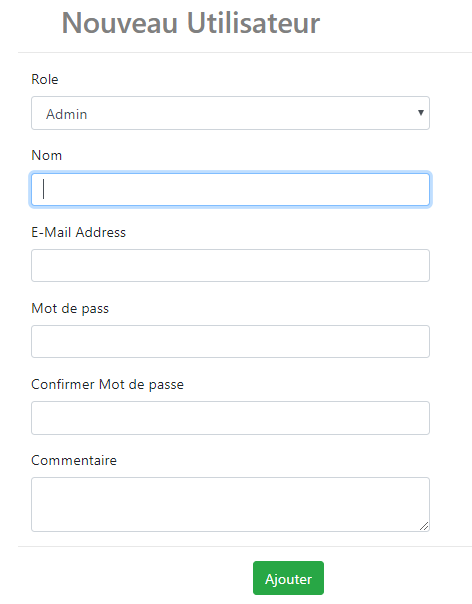 Nouveau Utilisateur
Role
Admin
Nom
E-Mail Address
Mot de pass
Confirmer Mot de passe
Commentaire
Ajouter